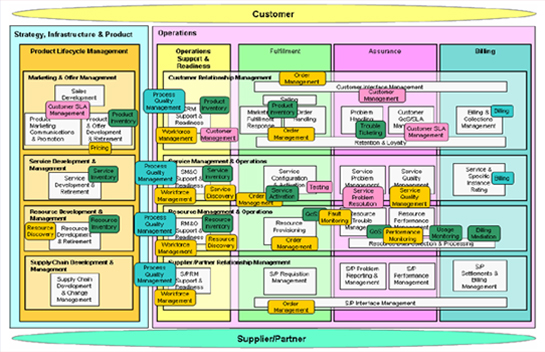 Customer
Strategy, Infrastructure & Product
Operations
Product Lifecycle Management
Operations
Support &
Readiness
Fulfilment
Assurance
Billing
Marketing & Offer Management
Sales
Development
Customer SLA
Management
Product
Inventory
Product
Marketing
Communications
& Promotion
Product &
Offer Development
& Retirement
Pricing
Customer Relationship Management
Order
Management
Customer Interface Management
Process
Quality
Management
Product
Inventory
CRM
Support &
Readiness
Workforce
Management
Customer
Management
Selling
Product
Inventory
Marketing
Fulfilment
Response
Order
Handling
Order
Management
Customer
Management
Problem
Handling
Trouble
Ticketing
Customer
QoS/SLA
Management
Customer SLA
Management
Retention & Loyalty
Billing &
Collections
Management
Billing
Service Development &
Management
Service
Inventory
Service
Development &
Retirement
Service Management & Operations
Process
Quality
Management
Service
Inventory
SM&O
Support &
Readiness
Service
Discovery
Workforce
Management
Order
Management
Service
Configuration
& Activation
Service
Activation
Testing
Service
Problem
Management
Service
Problem
Resolution
Service
Quality
Management
Service
Quality
Management
Service & Specific
Instance
Rating
Billing
Resource Development &
Management
Resource
Discovery
Resource
Inventory
Resource
Development
& Retirement
Resource Management & Operations
Process
Quality
Management
Resource
Inventory
RM&O
Support &
Readiness
Resource
Discovery
Workforce
Management
Resource
Provisioning
Order
Management
Fault
Monitoring
Resource
Trouble
Management
Resource
Performance
Management
Performance
Monitoring
Usage
Monitoring
Billing
Mediation
Resource Data Collection & Processing
Supply Chain Development &
Management
Supply Chain
Development
& Change
Management
Supplier/Partner Relationship Management
Process
Quality
Management
S/PRM
Support &
Readiness
Workforce
Management
S/P Requisition
Management
Order
Management
S/P Problem
Reporting &
Management
S/P
Performance
Management
S/P
Settlements &
Billing
Management
S/P Interface Management
Supplier/Partner